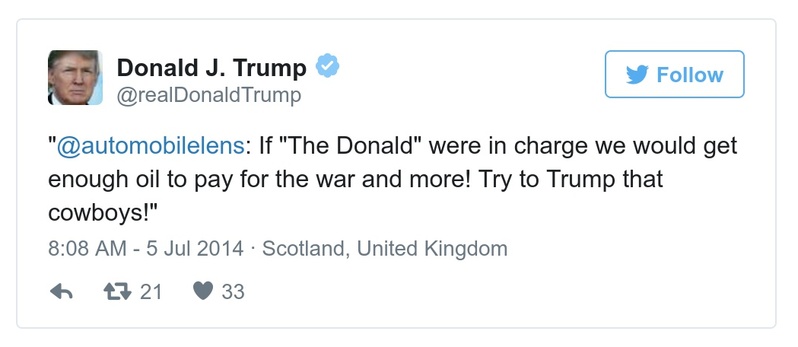 Donald J. Trump
@realDonaldTrump
Follow
"@automobilelens: If "The Donald" were in charge we would get
enough oil to pay for the war and more! Try to Trump that
cowboys!"
8:08 AM - 5 Jul 2014 · Scotland, United Kingdom
21 33